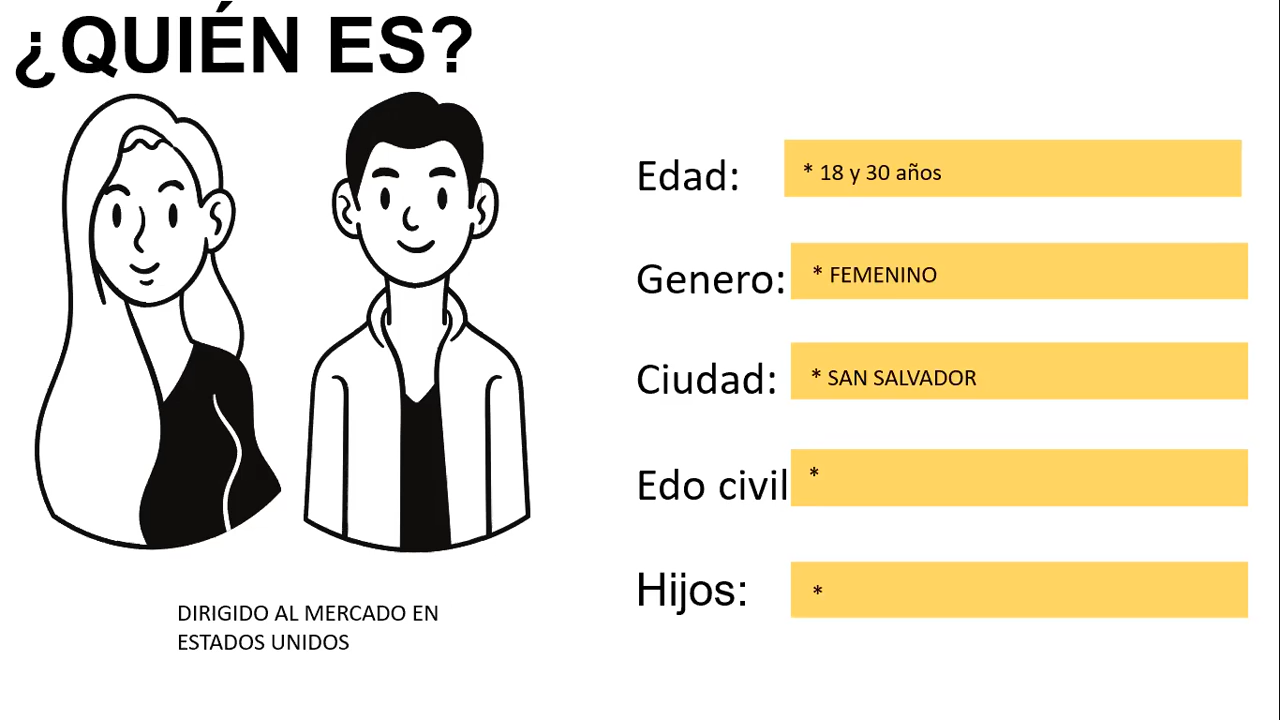 ¿QUIÉN ES?
Edad:
* 18 y 30 años
Genero:
* FEMENINO
Ciudad:
* SAN SALVADOR
Edo civil
*
Hijos:
*
DIRIGIDO AL MERCADO EN
ESTADOS UNIDOS